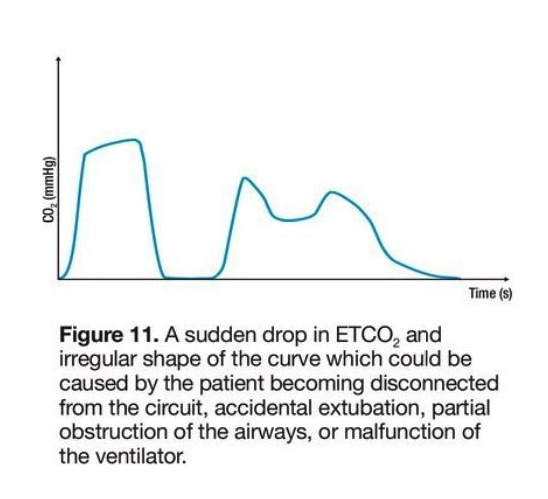 CO₂ (mmHg)
Time (s)
Figure 11. A sudden drop in ETCO₂ and
irregular shape of the curve which could be
caused by the patient becoming disconnected
from the circuit, accidental extubation, partial
obstruction of the airways, or malfunction of
the ventilator.